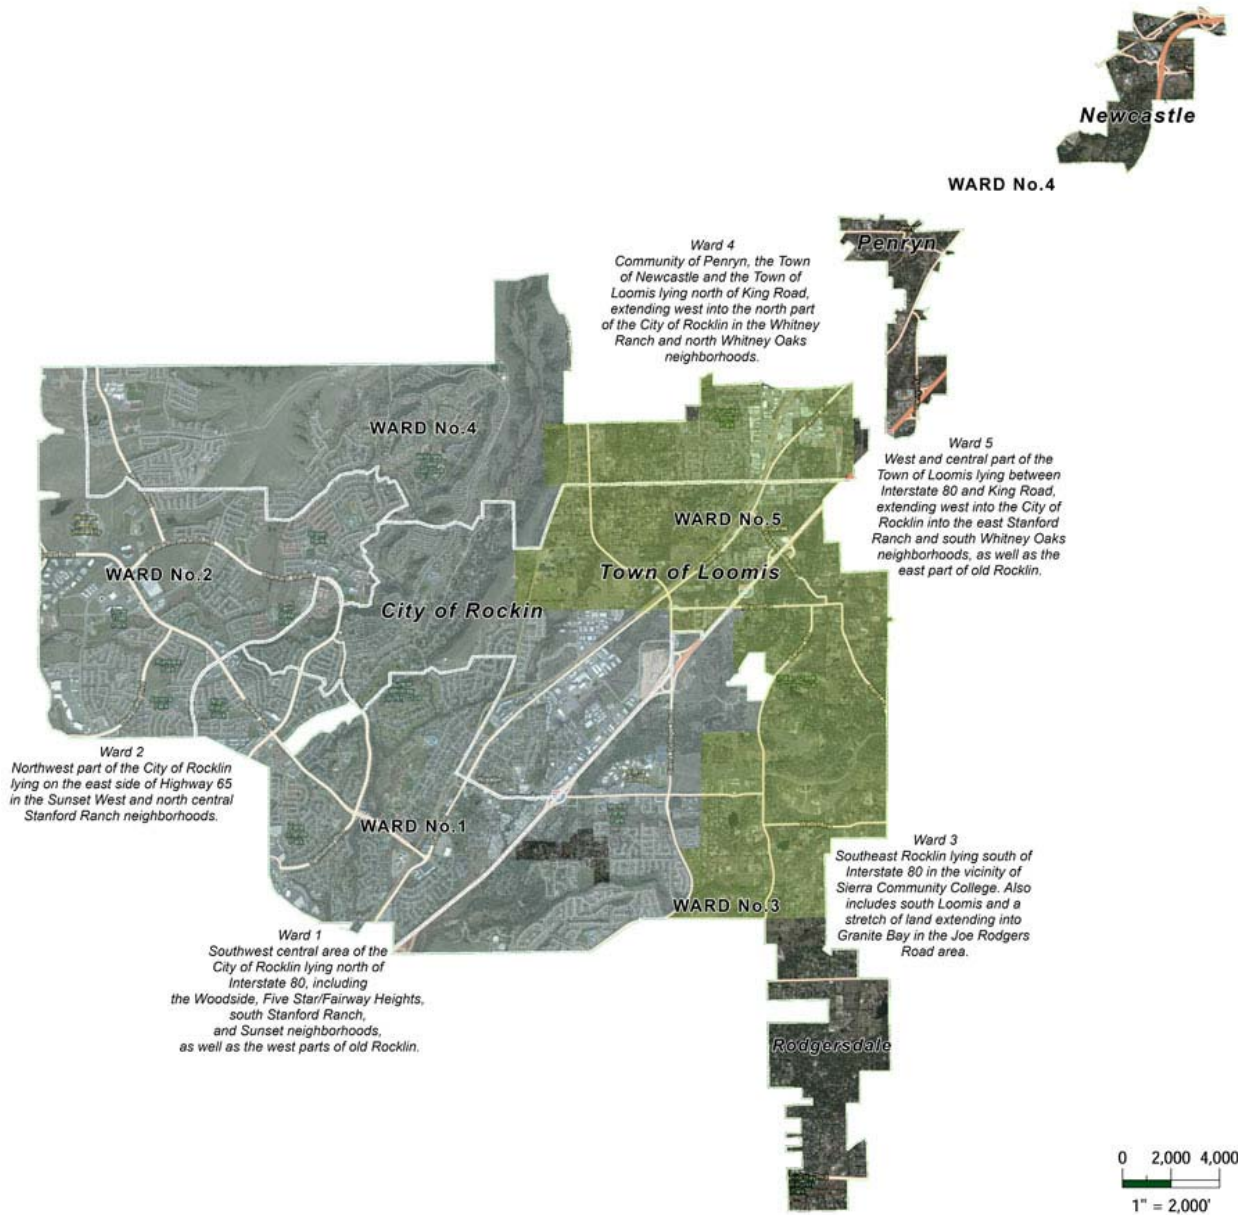 Newcastle
WARD No.4
Penryn
Ward 4
Community of Penryn, the Town
of Newcastle and the Town of
Loomis lying north of King Road,
extending west into the north part
of the City of Rocklin in the Whitney
Ranch and north Whitney Oaks
neighborhoods.
WARD No.4
Ward 5
West and central part of the
Town of Loomis lying between
Interstate 80 and King Road,
extending west into the City of
Rocklin into the east Stanford
Ranch and south Whitney Oaks
neighborhoods, as well as the
east part of old Rocklin.
WARD No.5
WARD No.2
Town of Loomis
City of Rockin
Ward 2
Northwest part of the City of Rocklin
lying on the east side of Highway 65
in the Sunset West and north central
Stanford Ranch neighborhoods.
WARD No.1
Ward 3
Southeast Rocklin lying south of
Interstate 80 in the vicinity of
Sierra Community College. Also
includes south Loomis and a
stretch of land extending into
Granite Bay in the Joe Rodgers
Road area.
WARD No.3
Ward 1
Southwest central area of the
City of Rocklin lying north of
Interstate 80, including
the Woodside, Five Star/Fairway Heights,
south Stanford Ranch,
and Sunset neighborhoods,
as well as the west parts of old Rocklin.
Rodgersdale
0 2,000 4,000
1" = 2,000'